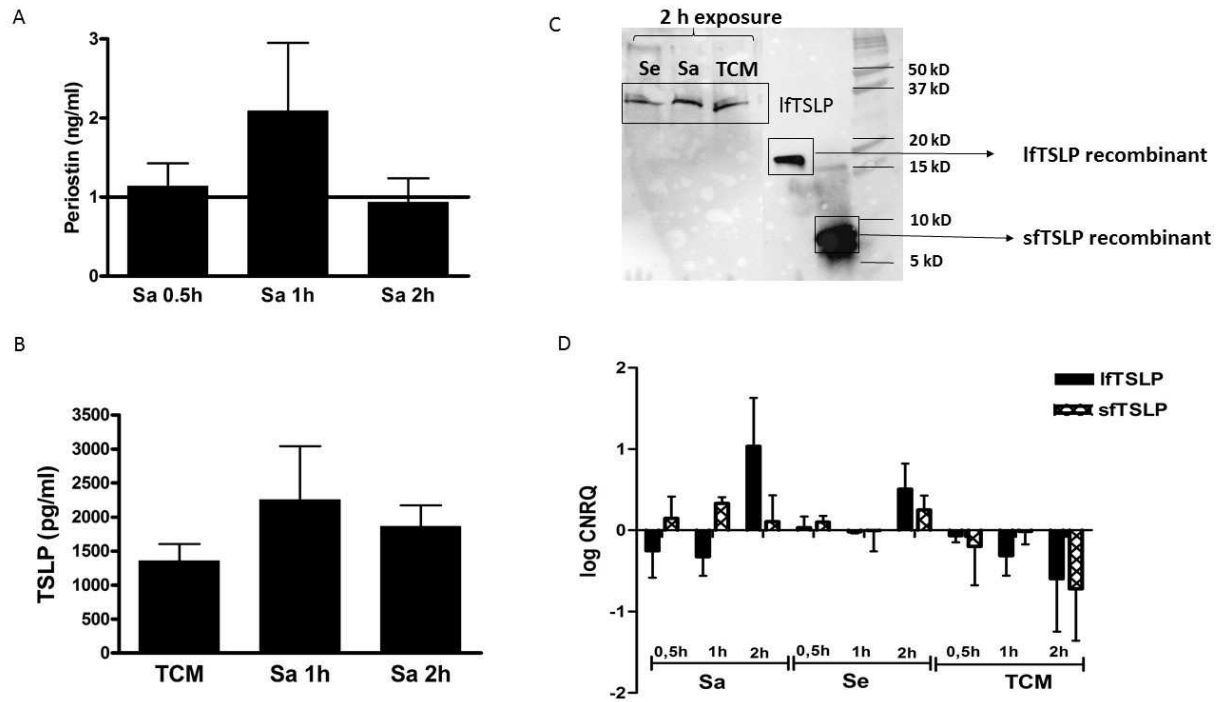 A
3
2
1
0
Periostin (ng/ml)
Sa 0.5h Sa 1h Sa 2h
B
3500
3000
2500
2000
1500
1000
500
0
TSLP (pg/ml)
TCM Sa 1h Sa 2h
C
2 h exposure
Se Sa TCM
lfTSLP
50 kD
37 kD
20 kD
15 kD
10 kD
5 kD
lfTSLP recombinant
sfTSLP recombinant
D
2
1
0
-1
-2
log CNRQ
lfTSLP
sfTSLP
0,5h 1h 2h 0,5h 1h 2h 0,5h 1h 2h
Sa Se TCM